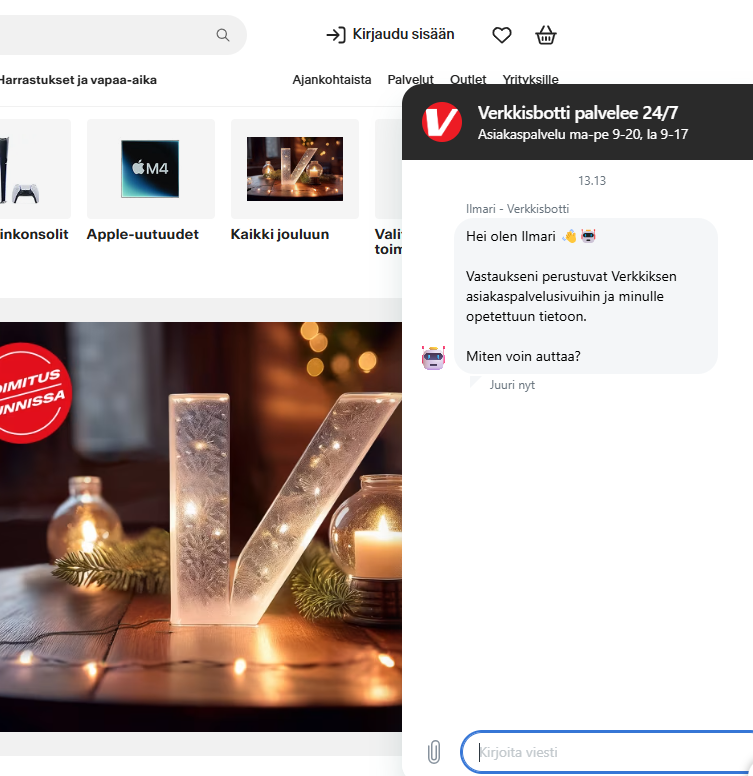 Kirjaudu sisään
Harrastukset ja vapaa-aika
Ajankohtaista Palvelut Outlet Yrityksille
M4
inkonsolit
Apple-uutuudet
Kaikki jouluun
Vali
toim
OIMITUS
UNNISSA
V
Verkkisbotti palvelee 24/7
Asiakaspalvelu ma-pe 9-20, la 9-17
13.13
Ilmari - Verkkisbotti
Hei olen Ilmari 👋 🤖
Vastaukseni perustuvat Verkkiksen
asiakaspalvelusivuihin ja minulle
opetettuun tietoon.
Miten voin auttaa?
Juuri nyt
Kirjoita viesti